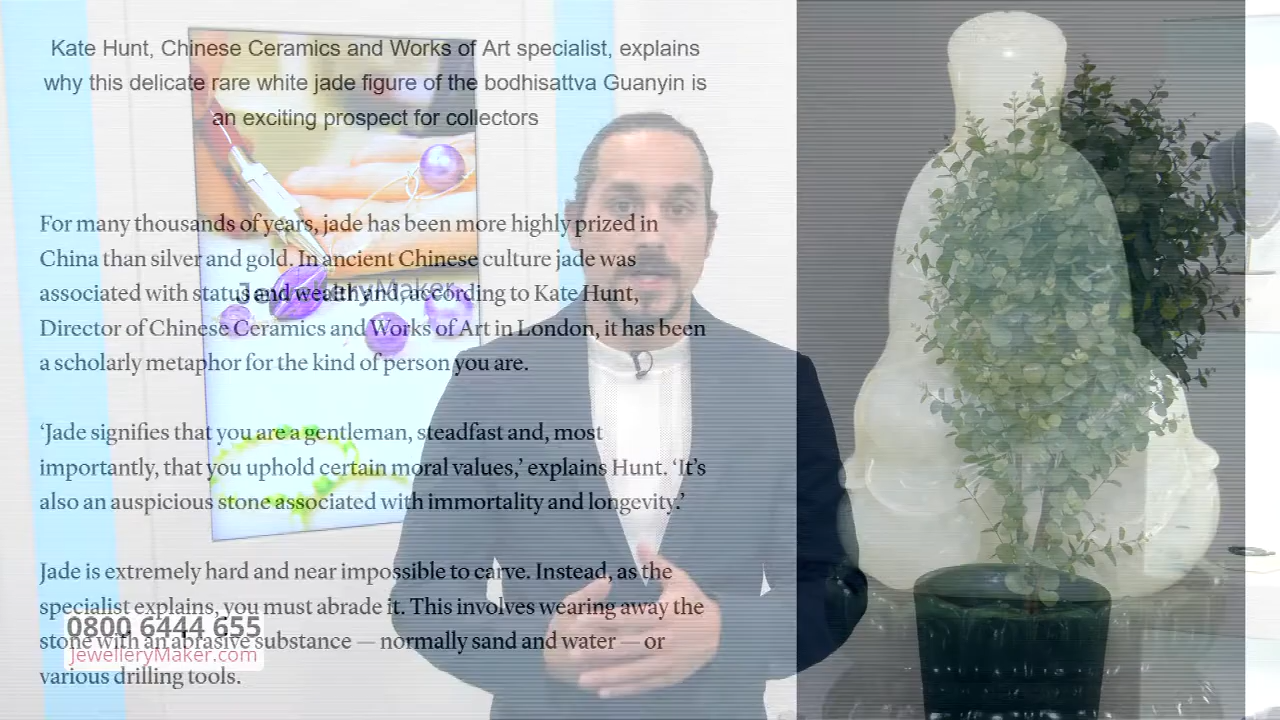 Kate Hunt, Chinese Ceramics and Works of Art specialist, explains
why this delicate rare white jade figure of the bodhisattva Guanyin is
an exciting prospect for collectors
For many thousands of years, jade has been more highly prized in
China than silver and gold. In ancient Chinese culture jade was
associated with status and wealth and, according to Kate Hunt,
Director of Chinese Ceramics and Works of Art in London, it has been
a scholarly metaphor for the kind of person you are.
‘Jade signifies that you are a gentleman, steadfast and, most
importantly, that you uphold certain moral values,’ explains Hunt. ‘It’s
also an auspicious stone associated with immortality and longevity.’
Jade is extremely hard and near impossible to carve. Instead, as the
specialist explains, you must abrade it. This involves wearing away the
stone with an abrasive substance — normally sand and water — or
various drilling tools.
JewelleryMaker
0800 6444 655
JewelleryMaker.com